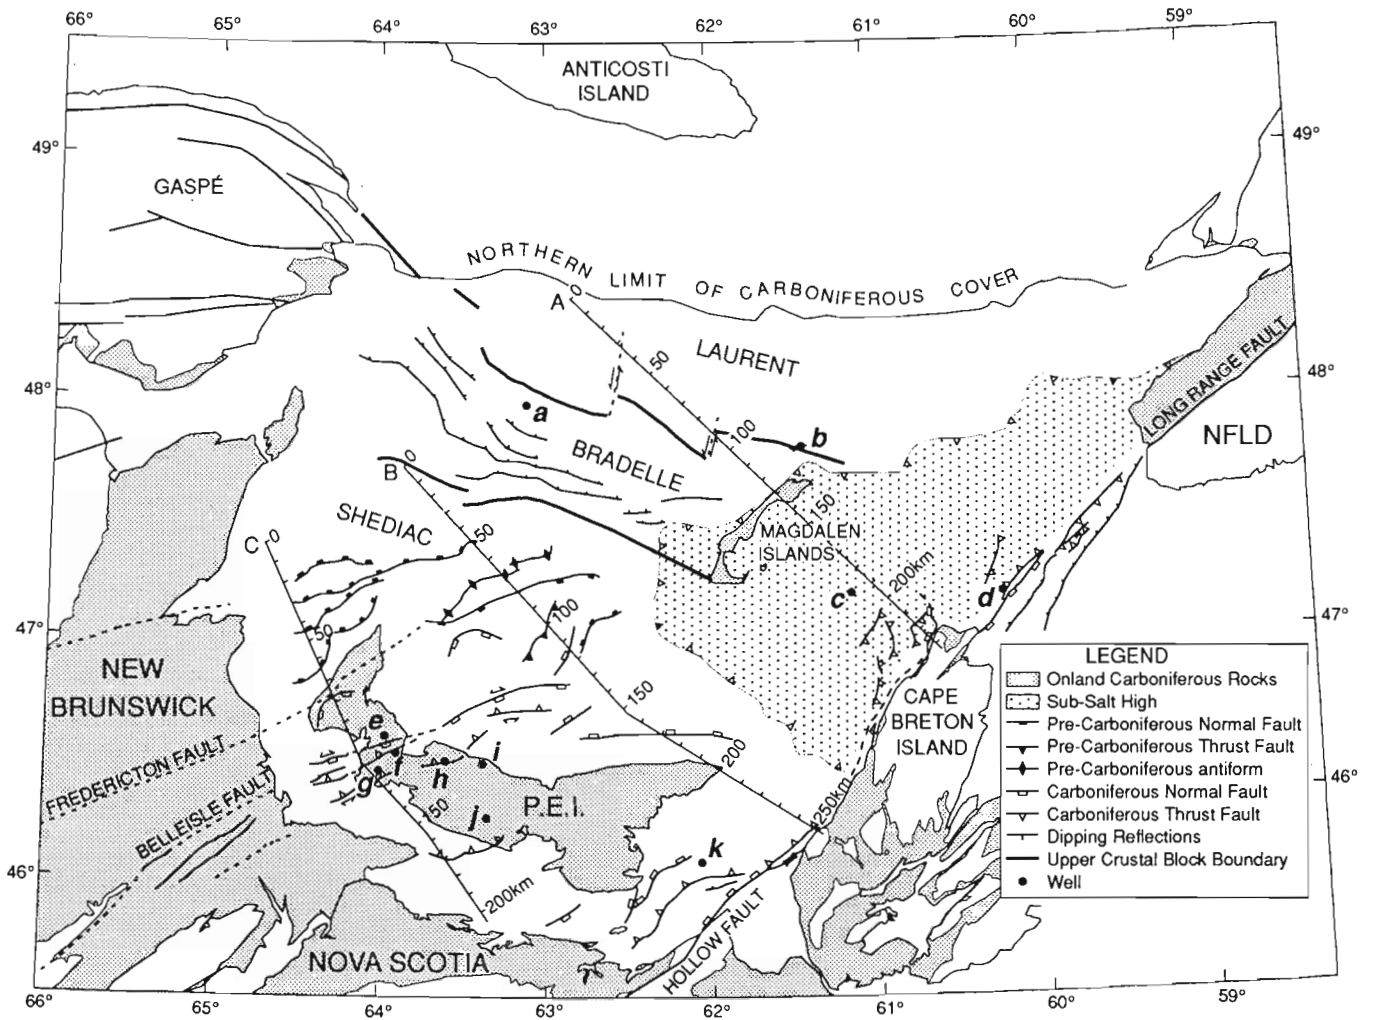 66° 65° 64° 63° 62° 61° 60° 59°
ANTICOSTI
ISLAND
49° 49°
GASPÉ
NORTHERN LIMIT OF CARBONIFEROUS COVER
A 0
50
LAURENT
LONG RANGE FAULT
48° 48°
a
100
b
NFLD
BRADELLE
B 0
150
SHEDIAC
50
MAGDALEN
ISLANDS
C 0
200km
c
d
100
47° 47°
50
NEW
BRUNSWICK
150
CAPE
BRETON
ISLAND
e
f
g
h
i
200
FREDERICTON FAULT
46°
BELLEISLE FAULT
150
j
P.E.I.
250km
k
46°
200km
HOLLOW FAULT
NOVA SCOTIA
LEGEND
Onland Carboniferous Rocks
Sub-Salt High
Pre-Carboniferous Normal Fault
Pre-Carboniferous Thrust Fault
Pre-Carboniferous antiform
Carboniferous Normal Fault
Carboniferous Thrust Fault
Dipping Reflections
Upper Crustal Block Boundary
Well
66° 65° 64° 63° 62° 61° 60° 59°